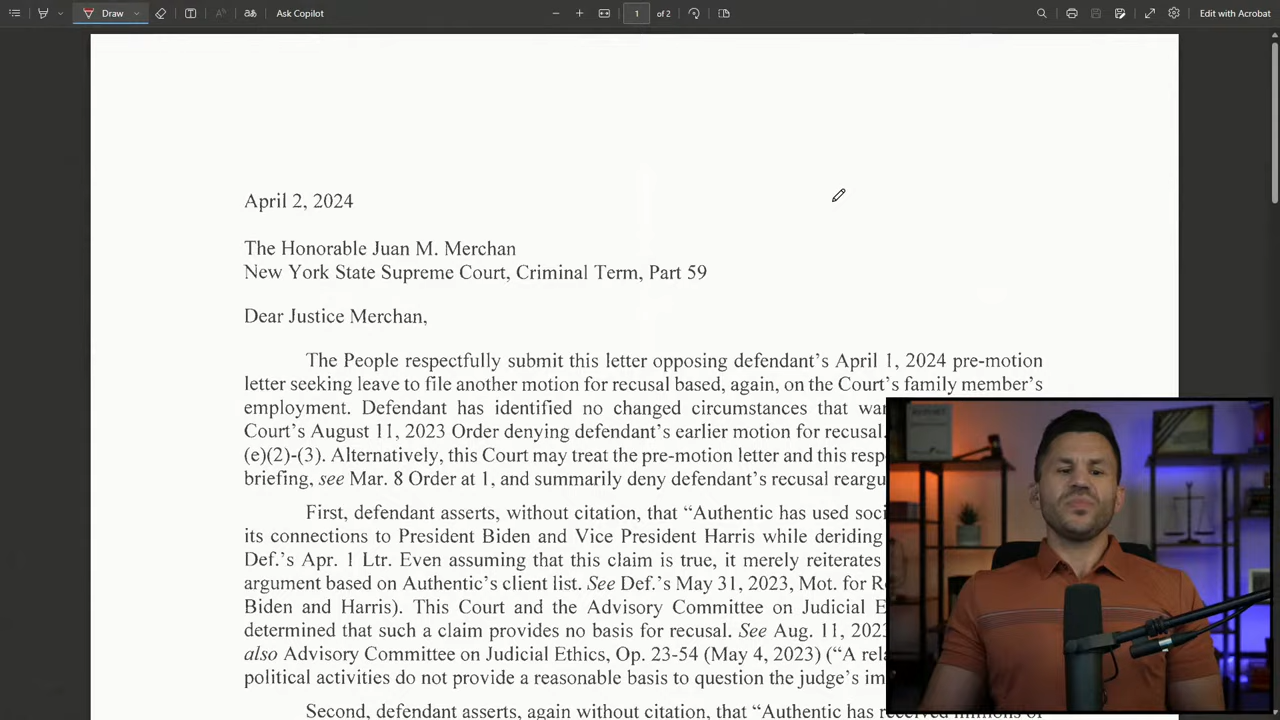 Draw
Ask Copilot
1 of 2
Edit with Acrobat
April 2, 2024
The Honorable Juan M. Merchan
New York State Supreme Court, Criminal Term, Part 59
Dear Justice Merchan,
The People respectfully submit this letter opposing defendant's April 1, 2024 pre-motion
letter seeking leave to file another motion for recusal based, again, on the Court's family member's
employment. Defendant has identified no changed circumstances that
Court's August 11, 2023 Order denying defendant's earlier motion for recusal.
(e)(2)-(3). Alternatively, this Court may treat the pre-motion letter and this
briefing, see Mar. 8 Order at 1, and summarily deny defendant's recusal
First, defendant asserts, without citation, that "Authentic has used
its connections to President Biden and Vice President Harris while deriding
Def.'s Apr. 1 Ltr. Even assuming that this claim is true, it merely reiterates
argument based on Authentic's client list. See Def.'s May 31, 2023, Mot. for
Biden and Harris). This Court and the Advisory Committee on Judicial
determined that such a claim provides no basis for recusal. See Aug. 11, 2023
also Advisory Committee on Judicial Ethics, Op. 23-54 (May 4, 2023) ("A
political activities do not provide a reasonable basis to question the judge's
Second, defendant asserts, again without citation, that "Authentic has received millions of